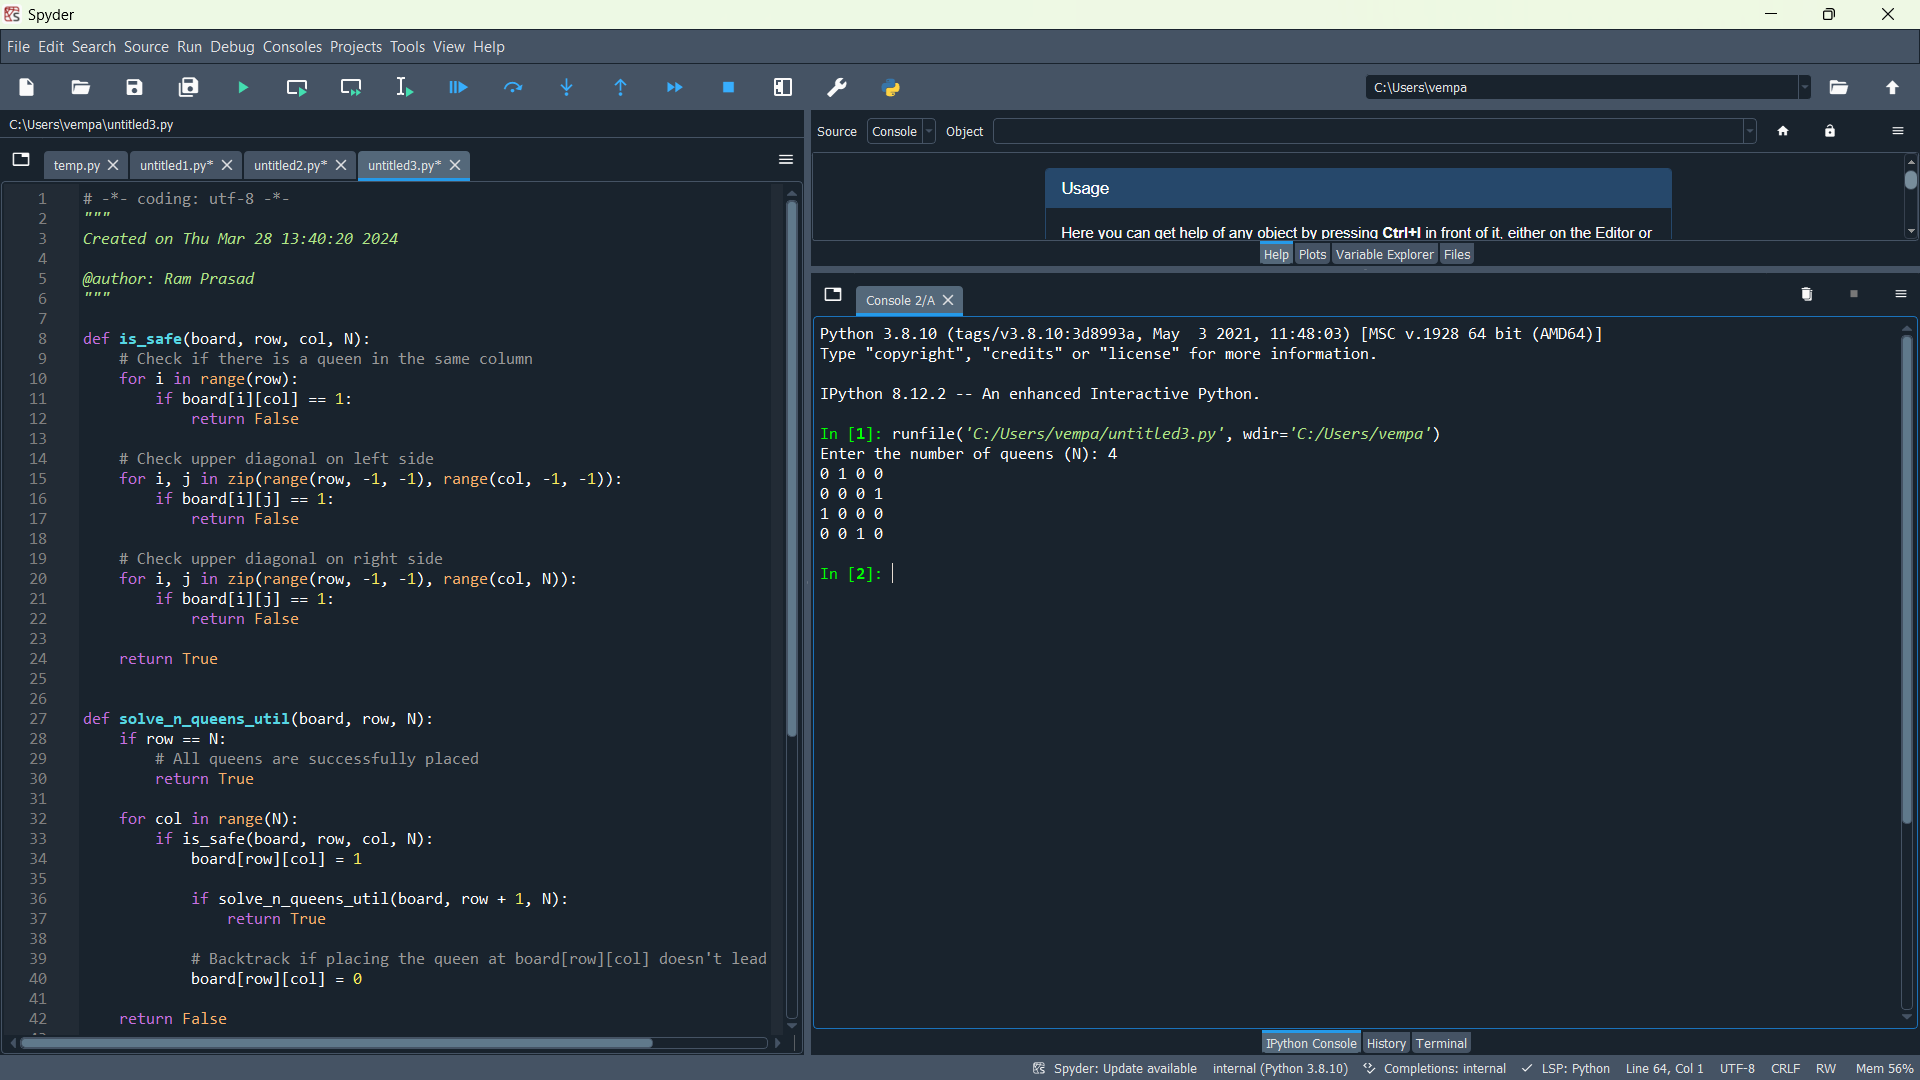 Spyder
File Edit Search Source Run Debug Consoles Projects Tools View Help
C:\Users\vempa
C:\Users\vempa\untitled3.py
temp.py untitled1.py* untitled2.py* untitled3.py*
1 # -*- coding: utf-8 -*-
2 """
3 Created on Thu Mar 28 13:40:20 2024
4
5 @author: Ram Prasad
6 """
7
8 def is_safe(board, row, col, N):
9     # Check if there is a queen in the same column
10     for i in range(row):
11         if board[i][col] == 1:
12             return False
13
14     # Check upper diagonal on left side
15     for i, j in zip(range(row, -1, -1), range(col, -1, -1)):
16         if board[i][j] == 1:
17             return False
18
19     # Check upper diagonal on right side
20     for i, j in zip(range(row, -1, -1), range(col, N)):
21         if board[i][j] == 1:
22             return False
23
24     return True
25
26
27 def solve_n_queens_util(board, row, N):
28     if row == N:
29         # All queens are successfully placed
30         return True
31
32     for col in range(N):
33         if is_safe(board, row, col, N):
34             board[row][col] = 1
35
36             if solve_n_queens_util(board, row + 1, N):
37                 return True
38
39             # Backtrack if placing the queen at board[row][col] doesn't lead
40             board[row][col] = 0
41
42     return False
Source Console Object
Usage
Here you can get help of any object by pressing Ctrl+I in front of it, either on the Editor or
Help Plots Variable Explorer Files
Console 2/A
Python 3.8.10 (tags/v3.8.10:3d8993a, May  3 2021, 11:48:03) [MSC v.1928 64 bit (AMD64)]
Type "copyright", "credits" or "license" for more information.
IPython 8.12.2 -- An enhanced Interactive Python.
In [1]: runfile('C:/Users/vempa/untitled3.py', wdir='C:/Users/vempa')
Enter the number of queens (N): 4
0 1 0 0
0 0 0 1
1 0 0 0
0 0 1 0
In [2]:
IPython Console History Terminal
Spyder: Update available internal (Python 3.8.10) Completions: internal LSP: Python Line 64, Col 1 UTF-8 CRLF RW Mem 56%